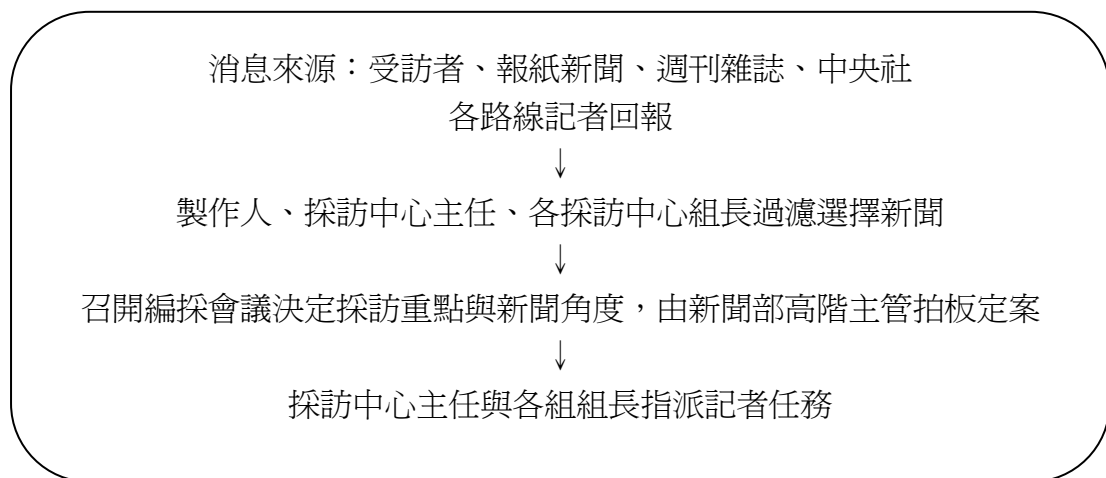 消息來源：受訪者、報紙新聞、週刊雜誌、中央社
各路線記者回報
↓
製作人、採訪中心主任、各採訪中心組長過濾選擇新聞
↓
召開編採會議決定採訪重點與新聞角度，由新聞部高階主管拍板定案
↓
採訪中心主任與各組組長指派記者任務